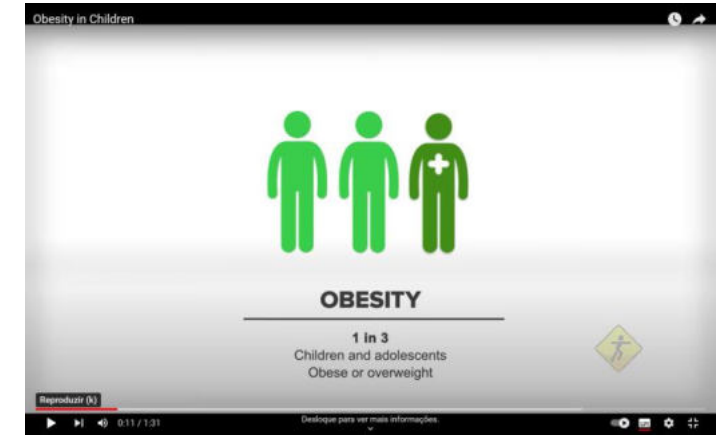 Obesity in Children
OBESITY
1 in 3
Children and adolescents
Obese or overweight
Reproduzir (k)
0:11 / 1:31
Deslogue para ver mais informações.